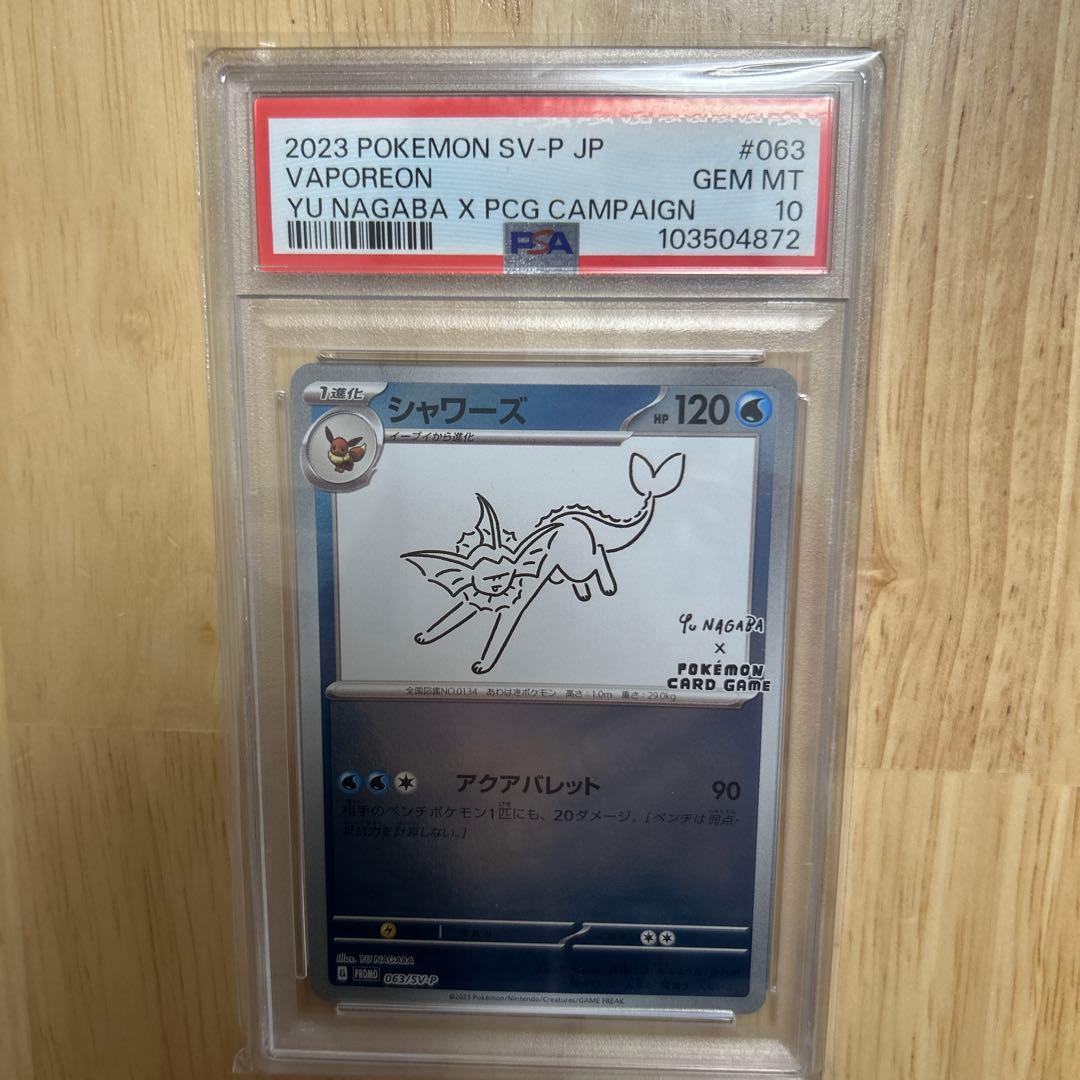 2023 POKEMON SV-P JP #063
VAPOREON GEM MT
YU NAGABA X PCG CAMPAIGN 10
PSA 103504872
1進化
シャワーズ HP 120
イーブイから進化
Yu NAGABA
×
POKÉMON
CARD GAME
全国図鑑NO.0134 あわはきポケモン 高さ:1.0m 重さ:29.0kg
アクアバレット 90
相手のベンチポケモン1匹にも、20ダメージ。[ベンチは弱点・
抵抗力を計算しない。]
Illus. YU NAGABA
G PROMO 063/SV-P
©2023 Pokémon/Nintendo/Creatures/GAME FREAK.